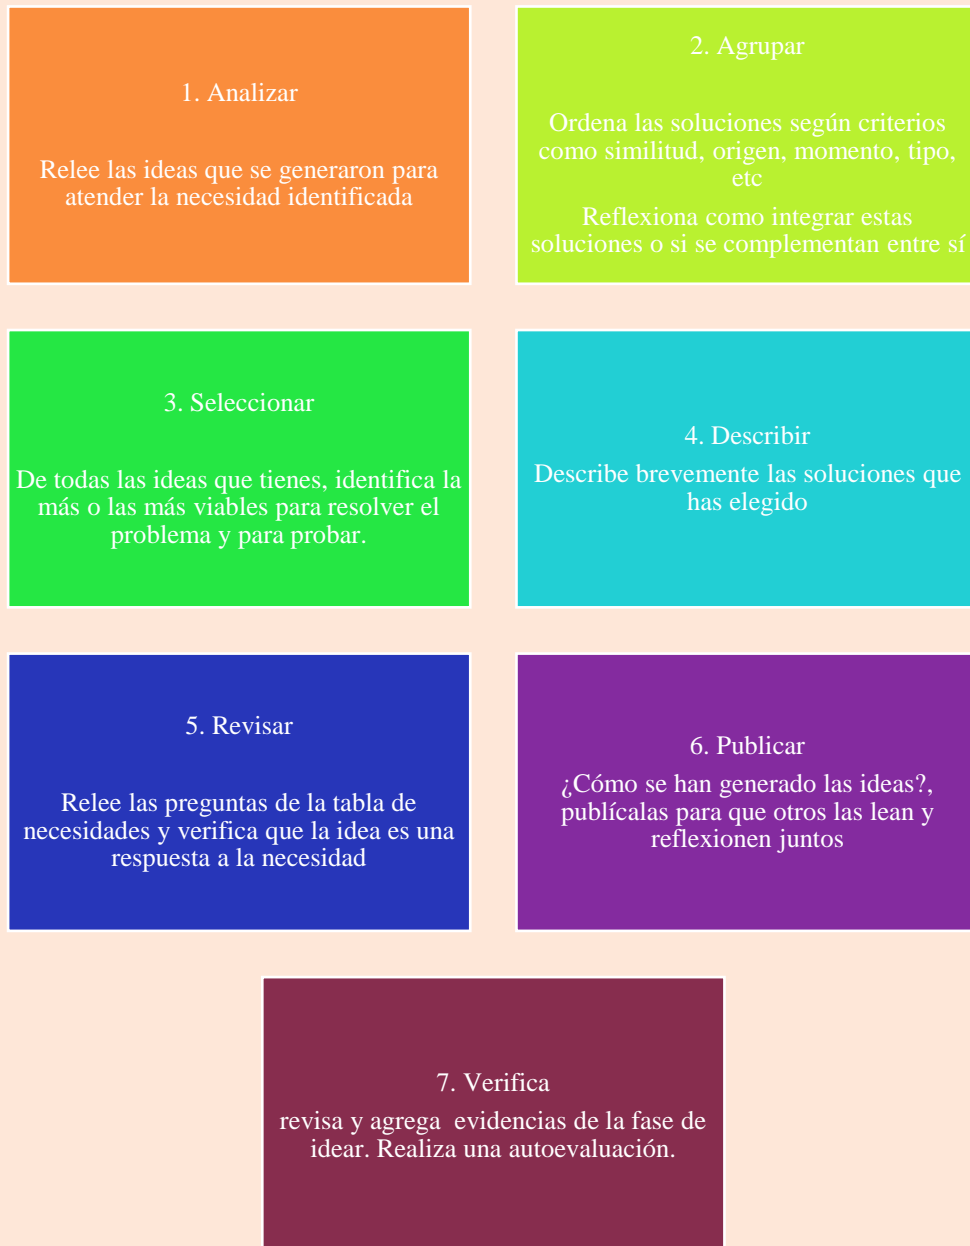 1. Analizar
Relee las ideas que se generaron para
atender la necesidad identificada
2. Agrupar
Ordena las soluciones según criterios
como similitud, origen, momento, tipo,
etc
Reflexiona como integrar estas
soluciones o si se complementan entre sí
3. Seleccionar
De todas las ideas que tienes, identifica la
más o las más viables para resolver el
problema y para probar.
4. Describir
Describe brevemente las soluciones que
has elegido
5. Revisar
Relee las preguntas de la tabla de
necesidades y verifica que la idea es una
respuesta a la necesidad
6. Publicar
¿Cómo se han generado las ideas?,
publícalas para que otros las lean y
reflexionen juntos
7. Verifica
revisa y agrega  evidencias de la fase de
idear. Realiza una autoevaluación.